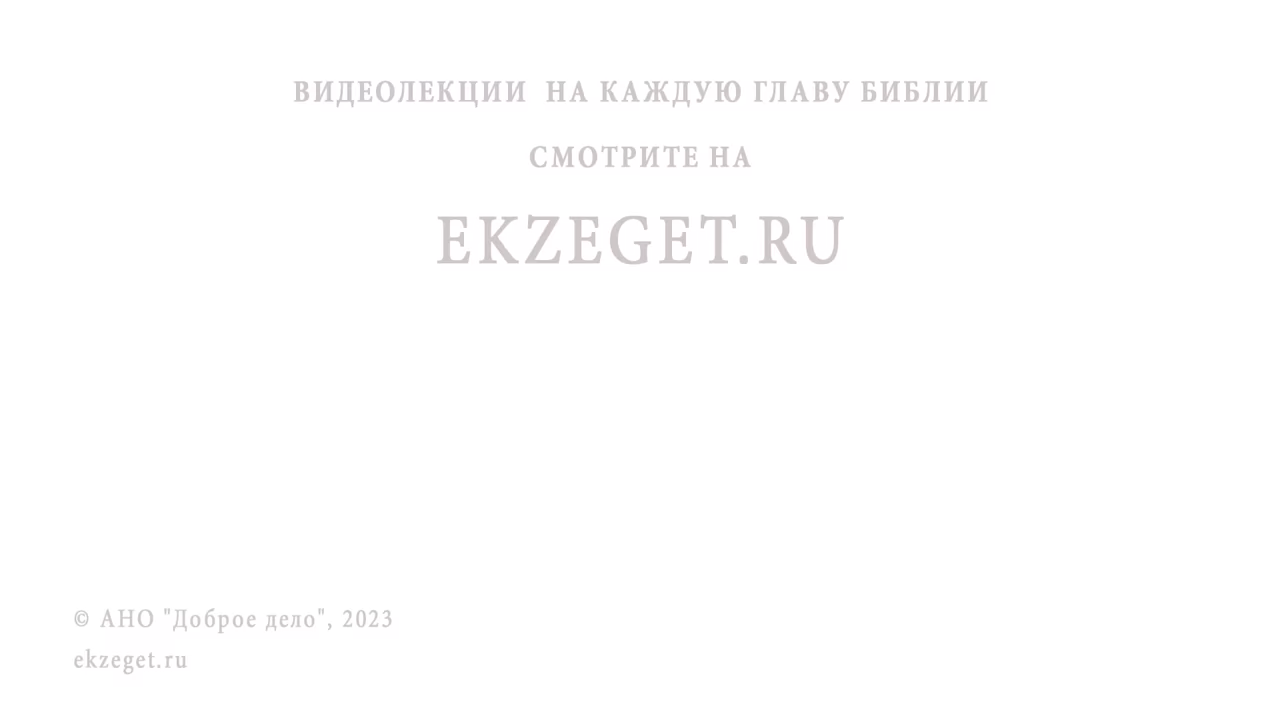 ВИДЕОЛЕКЦИИ НА КАЖДУЮ ГЛАВУ БИБЛИИ
СМОТРИТЕ НА
EKZEGET.RU
© АНО "Доброе дело", 2023
ekzeget.ru